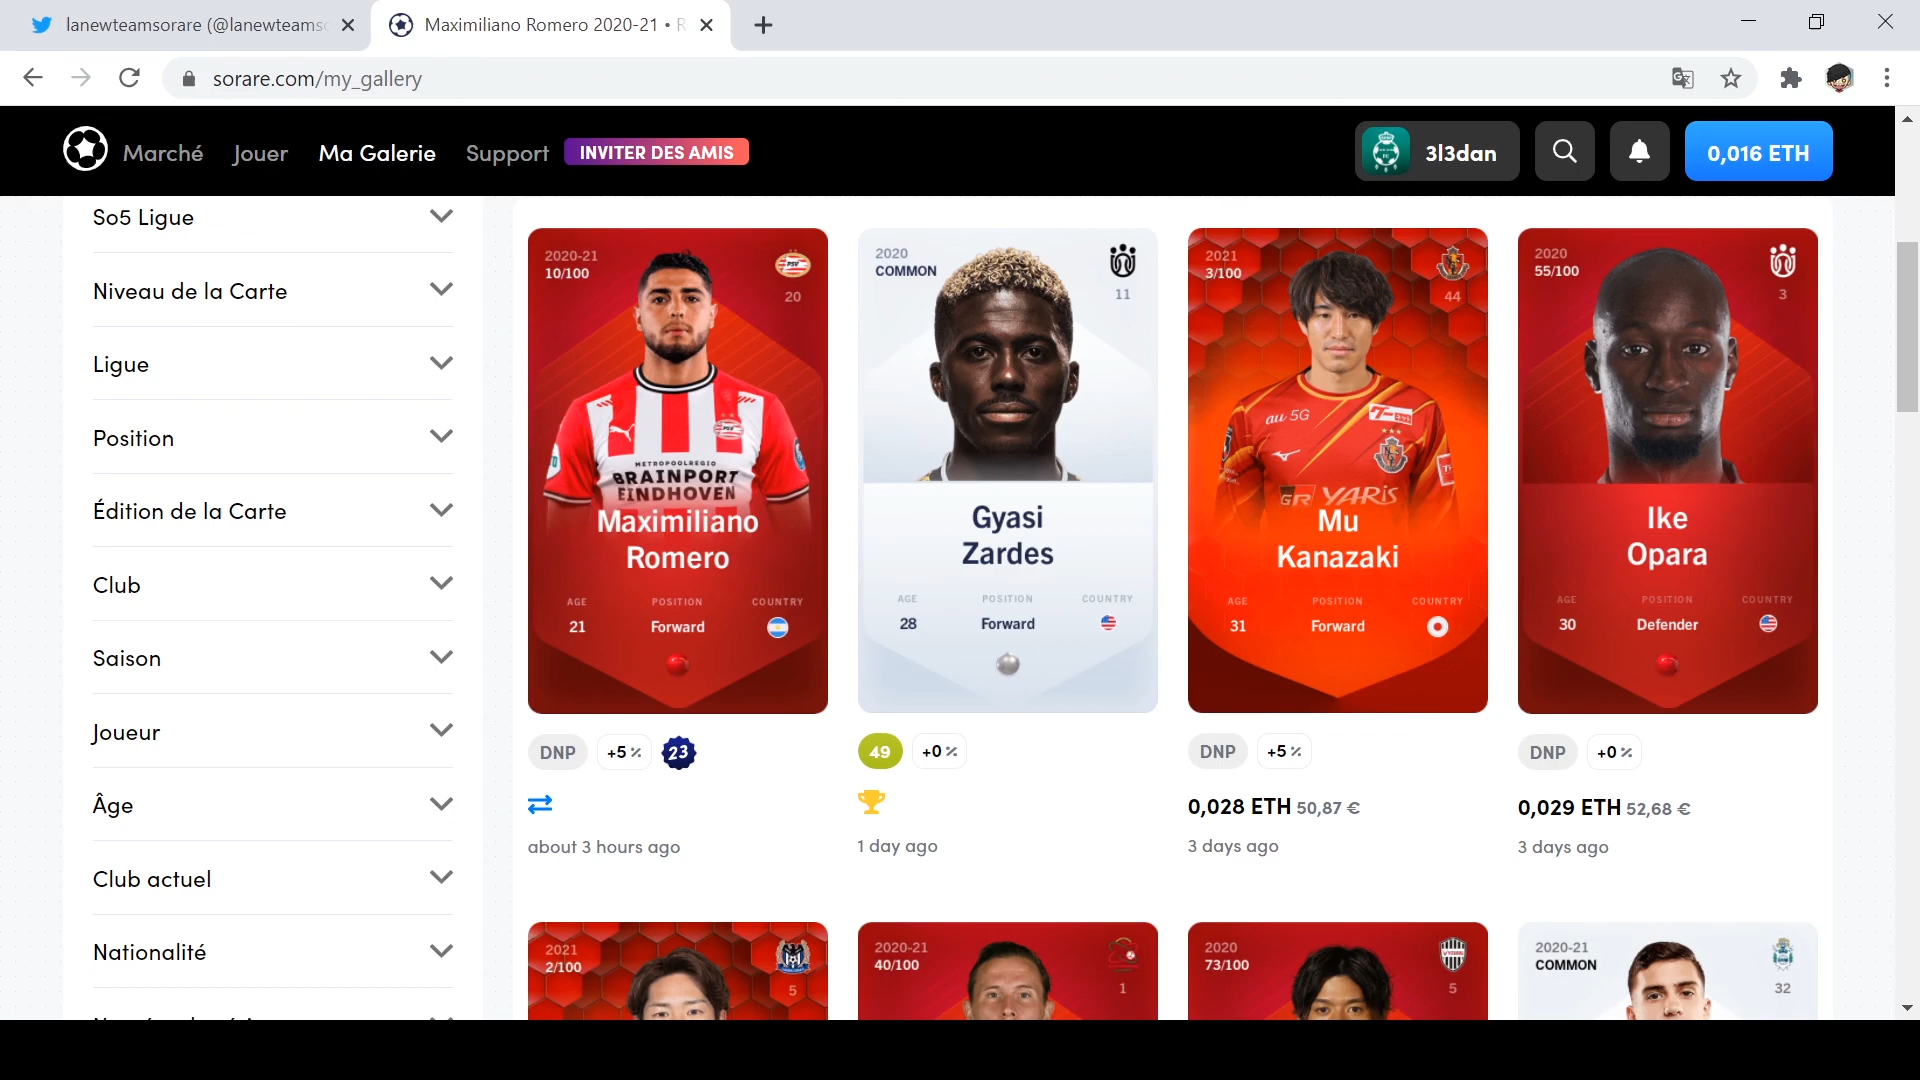 lanewteamsorare (@lanewteamso
Maximiliano Romero 2020-21 • R
sorare.com/my_gallery
Marché
Jouer
Ma Galerie
Support
INVITER DES AMIS
3l3dan
0,016 ETH
So5 Ligue
Niveau de la Carte
Ligue
Position
Édition de la Carte
Club
Saison
Joueur
Âge
Club actuel
Nationalité
2020-21
10/100
PSV
20
METROPOOLREGIO
BRAINPORT
EINDHOVEN
Maximiliano
Romero
AGE POSITION COUNTRY
21 Forward
DNP +5% 23
about 3 hours ago
2020
COMMON
11
Gyasi
Zardes
AGE POSITION COUNTRY
28 Forward
49 +0%
1 day ago
2021
3/100
44
au 5G
GR YARIS
Mu
Kanazaki
AGE POSITION COUNTRY
31 Forward
DNP +5%
0,028 ETH 50,87 €
3 days ago
2020
55/100
3
Ike
Opara
AGE POSITION COUNTRY
30 Defender
DNP +0%
0,029 ETH 52,68 €
3 days ago
2021
2/100
5
2020-21
40/100
1
2020
73/100
5
2020-21
COMMON
32